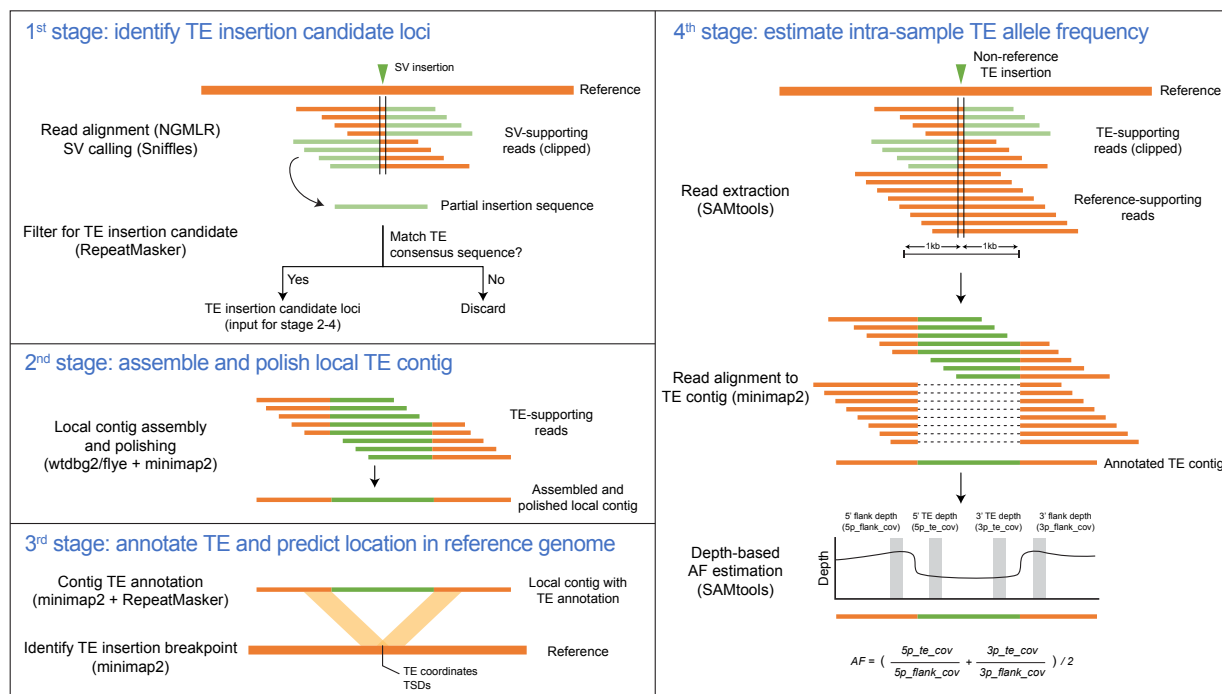 1st stage: identify TE insertion candidate loci
SV insertion
Reference
Read alignment (NGMLR)
SV calling (Sniffles)
SV-supporting
reads (clipped)
Partial insertion sequence
Filter for TE insertion candidate
(RepeatMasker)
Match TE
consensus sequence?
Yes
No
TE insertion candidate loci
(input for stage 2-4)
Discard
2nd stage: assemble and polish local TE contig
Local contig assembly
and polishing
(wtdbg2/flye + minimap2)
TE-supporting
reads
Assembled and
polished local contig
3rd stage: annotate TE and predict location in reference genome
Contig TE annotation
(minimap2 + RepeatMasker)
Local contig with
TE annotation
Identify TE insertion breakpoint
(minimap2)
Reference
TE coordinates
TSDs
4th stage: estimate intra-sample TE allele frequency
Non-reference
TE insertion
Reference
TE-supporting
reads (clipped)
Read extraction
(SAMtools)
Reference-supporting
reads
1kb 1kb
Read alignment to
TE contig (minimap2)
Annotated TE contig
5' flank depth
(5p_flank_cov)
5' TE depth
(5p_te_cov)
3' TE depth
(3p_te_cov)
3' flank depth
(3p_flank_cov)
Depth-based
AF estimation
(SAMtools)
Depth
AF = ( 5p_te_cov / 5p_flank_cov + 3p_te_cov / 3p_flank_cov ) / 2